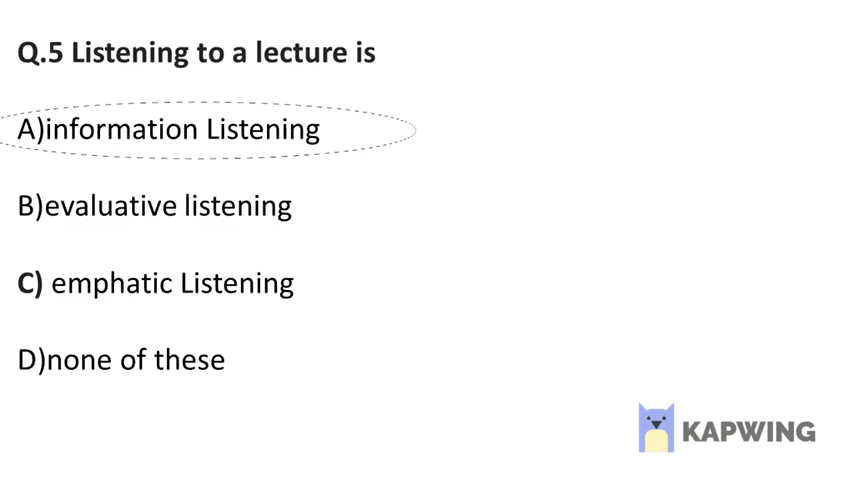 Q.5 Listening to a lecture is
A)information Listening
B)evaluative listening
C) emphatic Listening
D)none of these
KAPWING